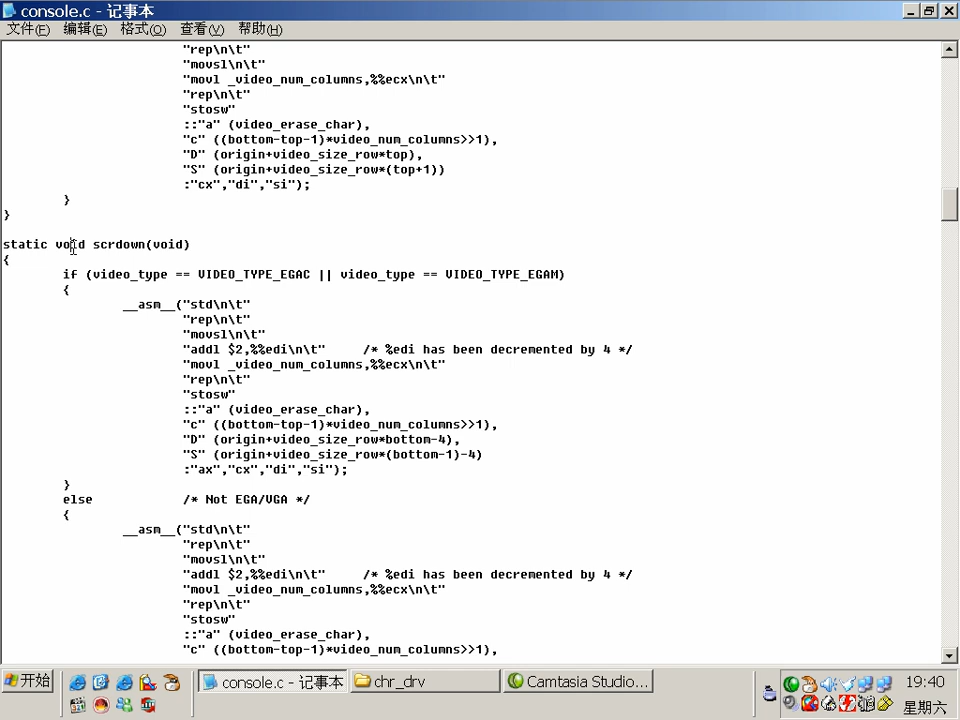 console.c - 记事本
文件(F) 编辑(E) 格式(O) 查看(V) 帮助(H)
"rep\n\t"
"movsl\n\t"
"movl _video_num_columns,%%ecx\n\t"
"rep\n\t"
"stosw"
::"a" (video_erase_char),
"c" ((bottom-top-1)*video_num_columns>>1),
"D" (origin+video_size_row*top),
"S" (origin+video_size_row*(top+1))
:"cx","di","si");
}
}
static void scrdown(void)
{
if (video_type == VIDEO_TYPE_EGAC || video_type == VIDEO_TYPE_EGAM)
{
__asm__("std\n\t"
"rep\n\t"
"movsl\n\t"
"addl $2,%%edi\n\t" /* %edi has been decremented by 4 */
"movl _video_num_columns,%%ecx\n\t"
"rep\n\t"
"stosw"
::"a" (video_erase_char),
"c" ((bottom-top-1)*video_num_columns>>1),
"D" (origin+video_size_row*bottom-4),
"S" (origin+video_size_row*(bottom-1)-4)
:"ax","cx","di","si");
}
else /* Not EGA/VGA */
{
__asm__("std\n\t"
"rep\n\t"
"movsl\n\t"
"addl $2,%%edi\n\t" /* %edi has been decremented by 4 */
"movl _video_num_columns,%%ecx\n\t"
"rep\n\t"
"stosw"
::"a" (video_erase_char),
"c" ((bottom-top-1)*video_num_columns>>1),
开始 console.c - 记事本 chr_drv Camtasia Studio... 19:40
星期六